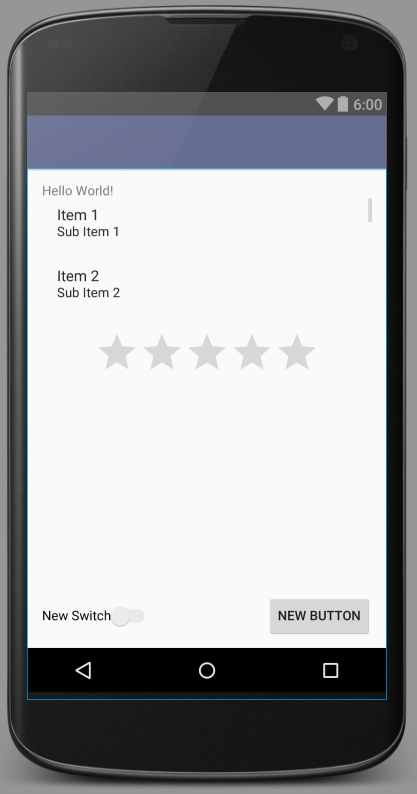 6:00
Hello World!
Item 1
Sub Item 1
Item 2
Sub Item 2
New Switch
NEW BUTTON